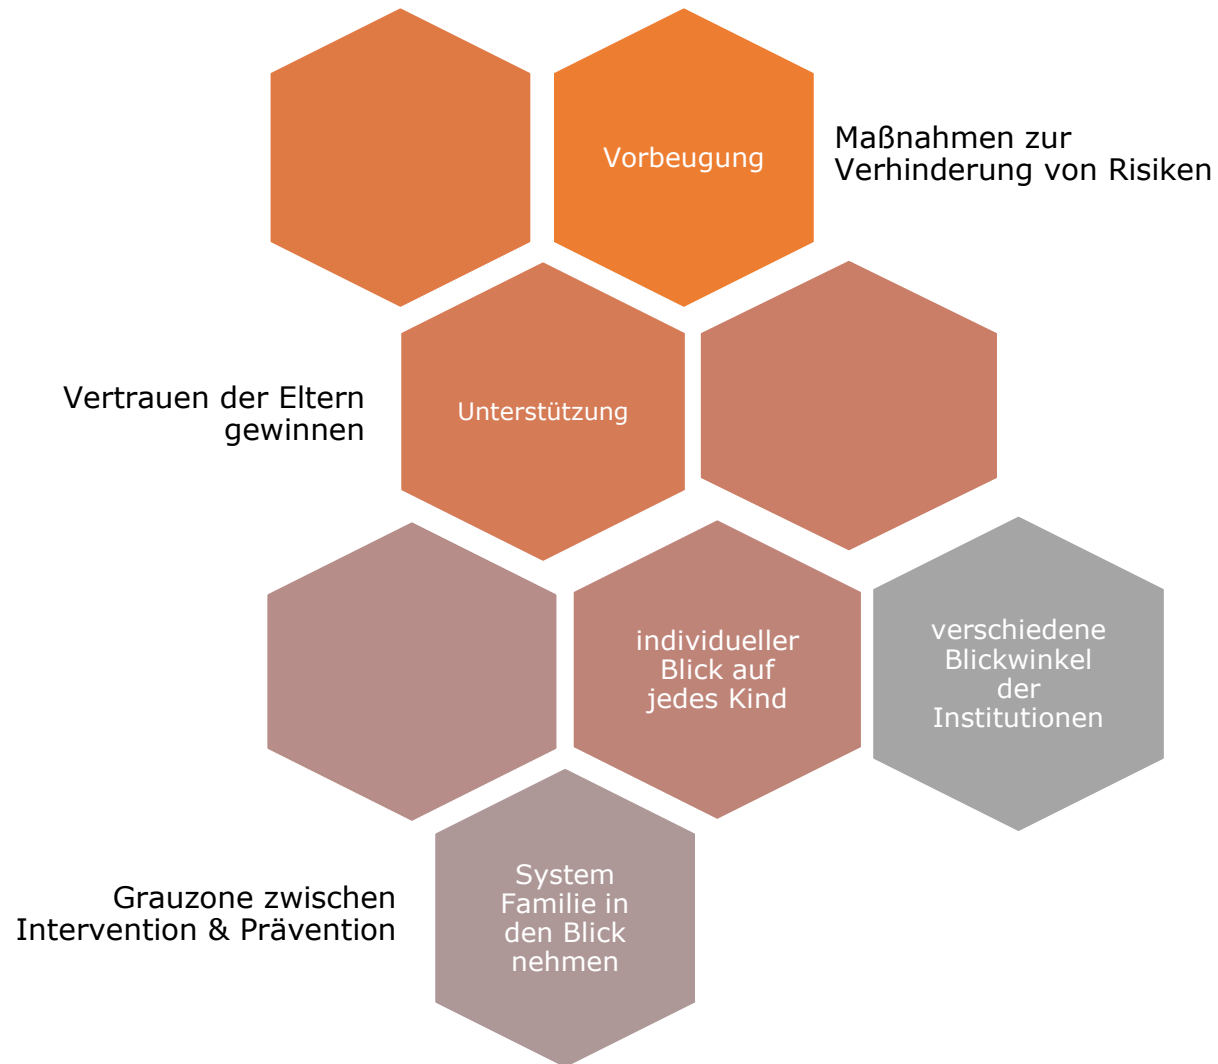 Vorbeugung
Maßnahmen zur
Verhinderung von Risiken
Vertrauen der Eltern
gewinnen
Unterstützung
individueller
Blick auf
jedes Kind
verschiedene
Blickwinkel
der
Institutionen
Grauzone zwischen
Intervention & Prävention
System
Familie in
den Blick
nehmen